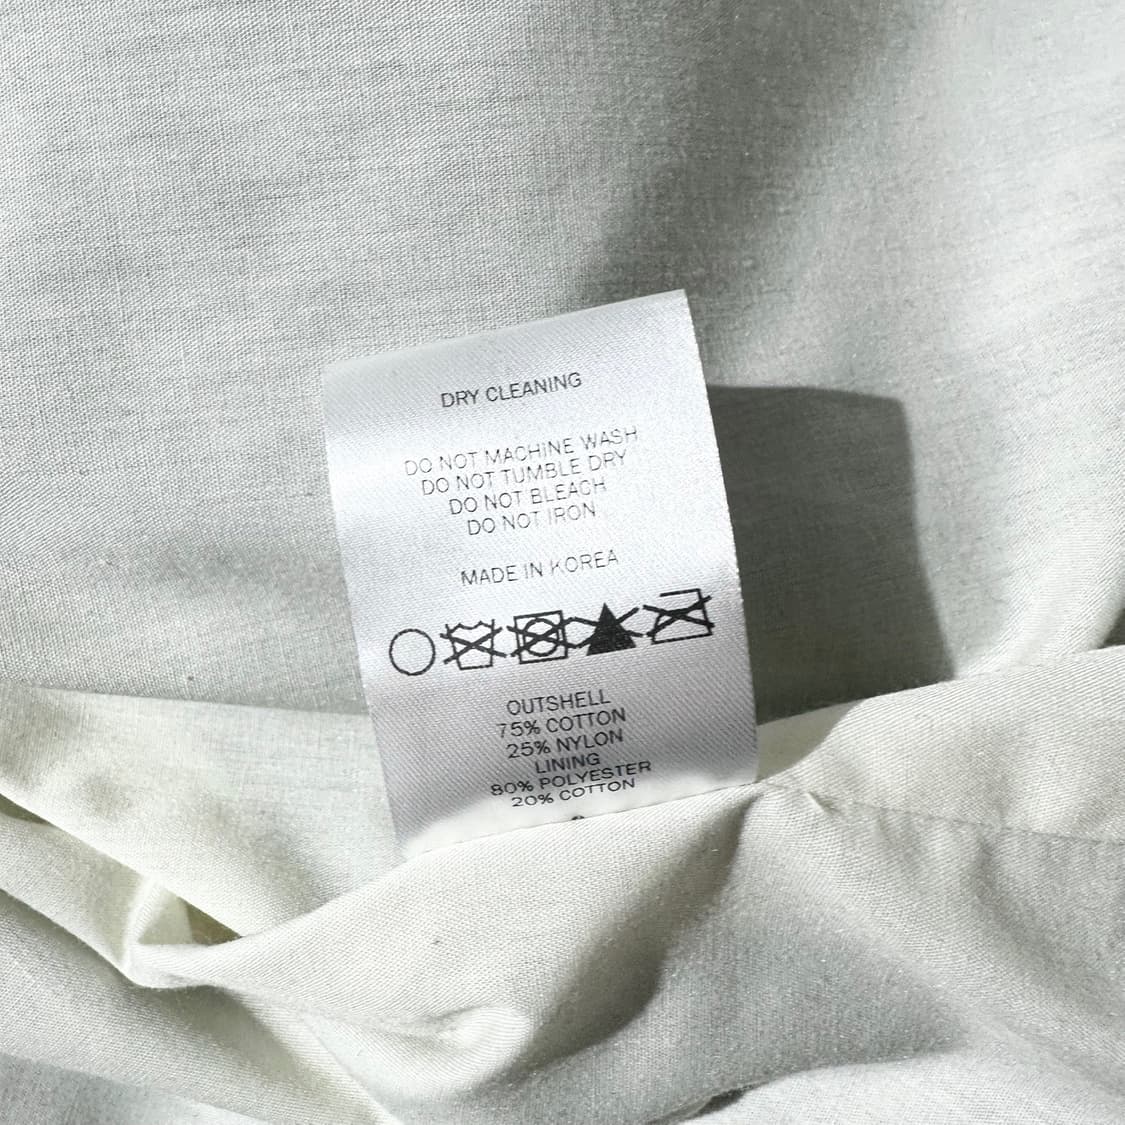 DRY CLEANING
DO NOT MACHINE WASH
DO NOT TUMBLE DRY
DO NOT BLEACH
DO NOT IRON
MADE IN KOREA
OUTSHELL
75% COTTON
25% NYLON
LINING
80% POLYESTER
20% COTTON